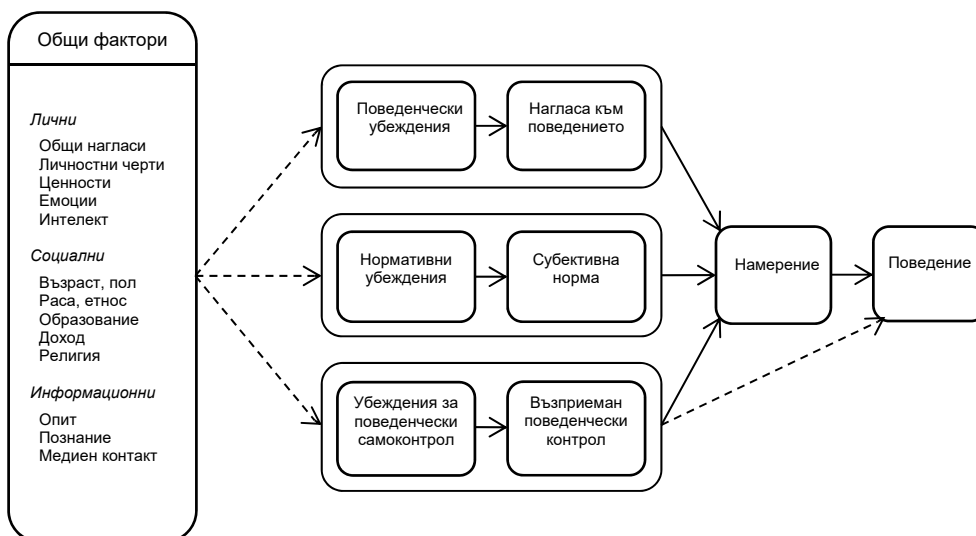 Общи фактори
Лични
Общи нагласи
Личностни черти
Ценности
Емоции
Интелект
Социални
Възраст, пол
Раса, етнос
Образование
Доход
Религия
Информационни
Опит
Познание
Медиен контакт
Поведенчески
убеждения
Нагласа към
поведението
Нормативни
убеждения
Субективна
норма
Убеждения за
поведенчески
самоконтрол
Възприеман
поведенчески
контрол
Намерение
Поведение